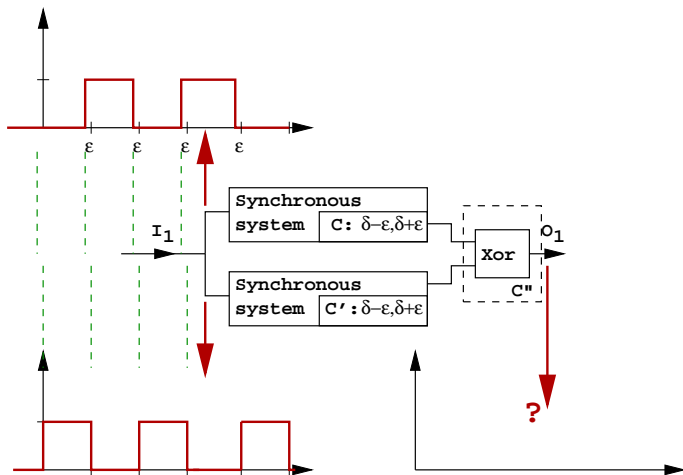 ε ε ε ε
Synchronous
system C: δ−ε,δ+ε
I1
Xor
O1
C"
Synchronous
system C':δ−ε,δ+ε
?